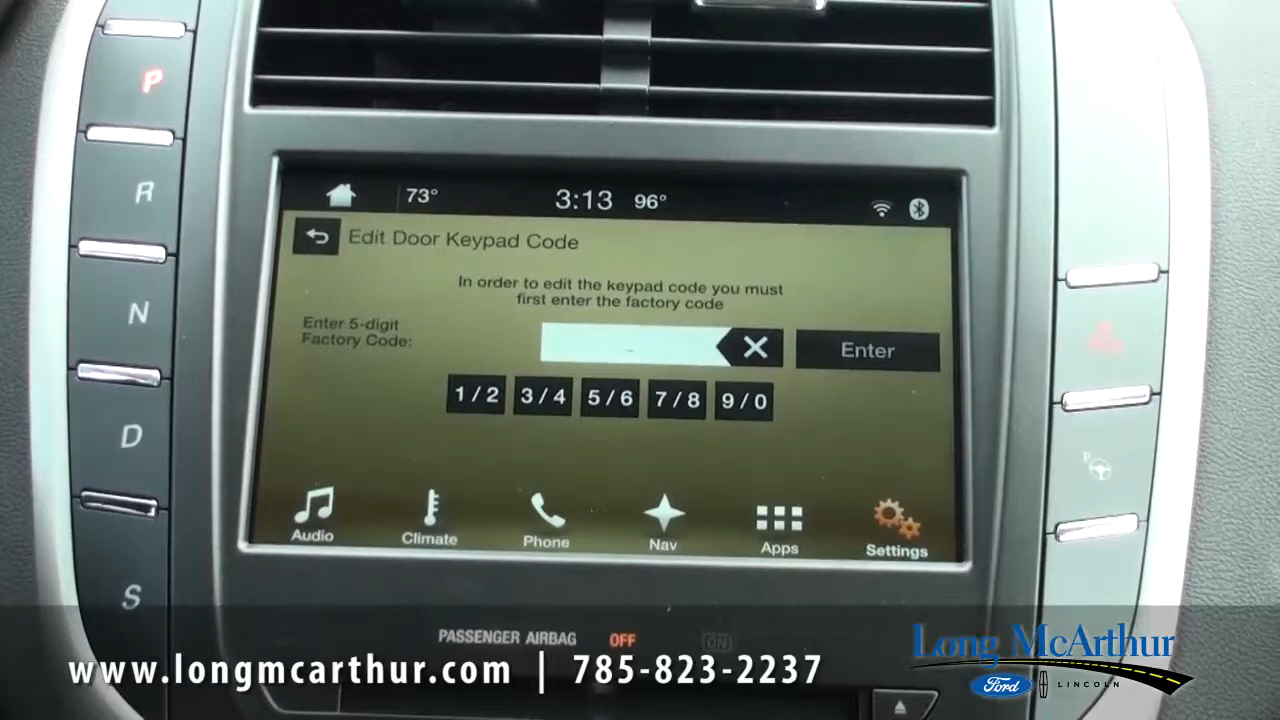 P
R
N
D
S
73° 3:13 96°
Edit Door Keypad Code
In order to edit the keypad code you must
first enter the factory code
Enter 5-digit
Factory Code:
_
Enter
1 / 2 3 / 4 5 / 6 7 / 8 9 / 0
Audio Climate Phone Nav Apps Settings
P
PASSENGER AIRBAG OFF ON
www.longmcarthur.com | 785-823-2237
Long McArthur
Ford LINCOLN